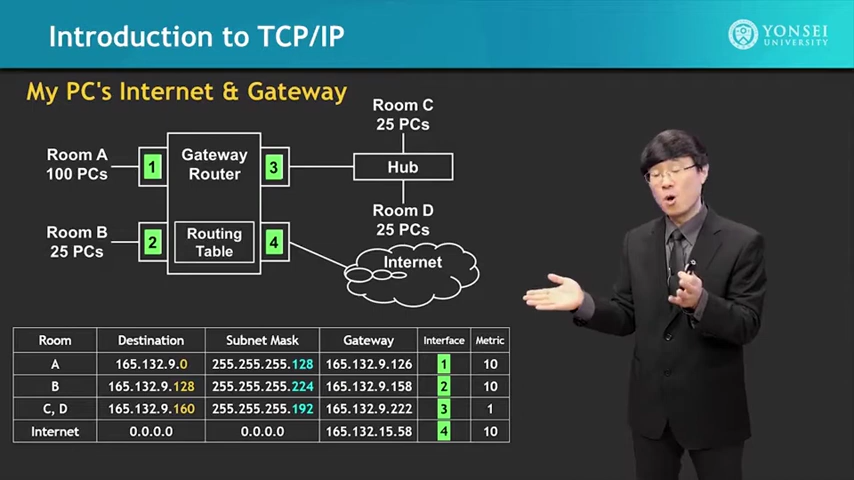 Introduction to TCP/IP
YONSEI
UNIVERSITY
My PC's Internet & Gateway
Room C
25 PCs
Room A
100 PCs
1
Gateway
Router
3
Hub
Room B
25 PCs
2
Routing
Table
4
Room D
25 PCs
Internet
Room Destination Subnet Mask Gateway Interface Metric
A 165.132.9.0 255.255.255.128 165.132.9.126 1 10
B 165.132.9.128 255.255.255.224 165.132.9.158 2 10
C, D 165.132.9.160 255.255.255.192 165.132.9.222 3 1
Internet 0.0.0.0 0.0.0.0 165.132.15.58 4 10